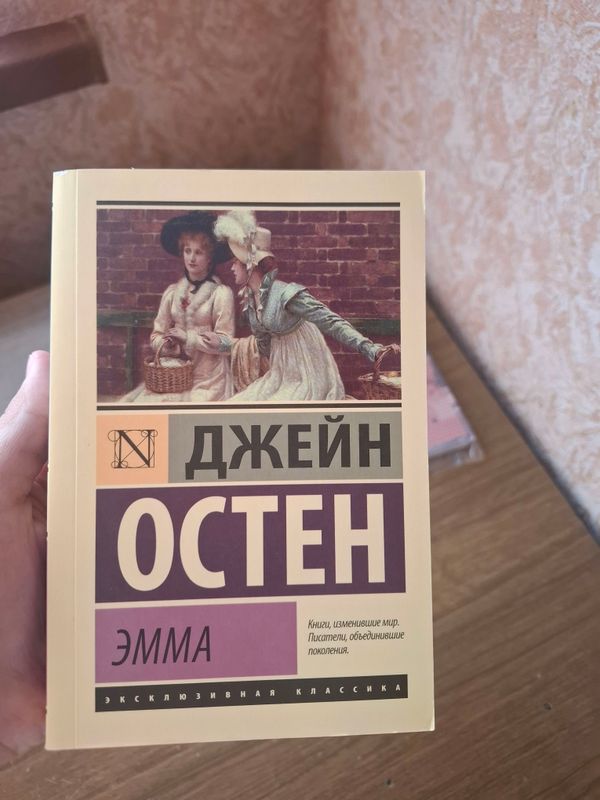 N
ДЖЕЙН
ОСТЕН
ЭММА
Книги, изменившие мир.
Писатели, объединившие
поколения.
ЭКСКЛЮЗИВНАЯ КЛАССИКА